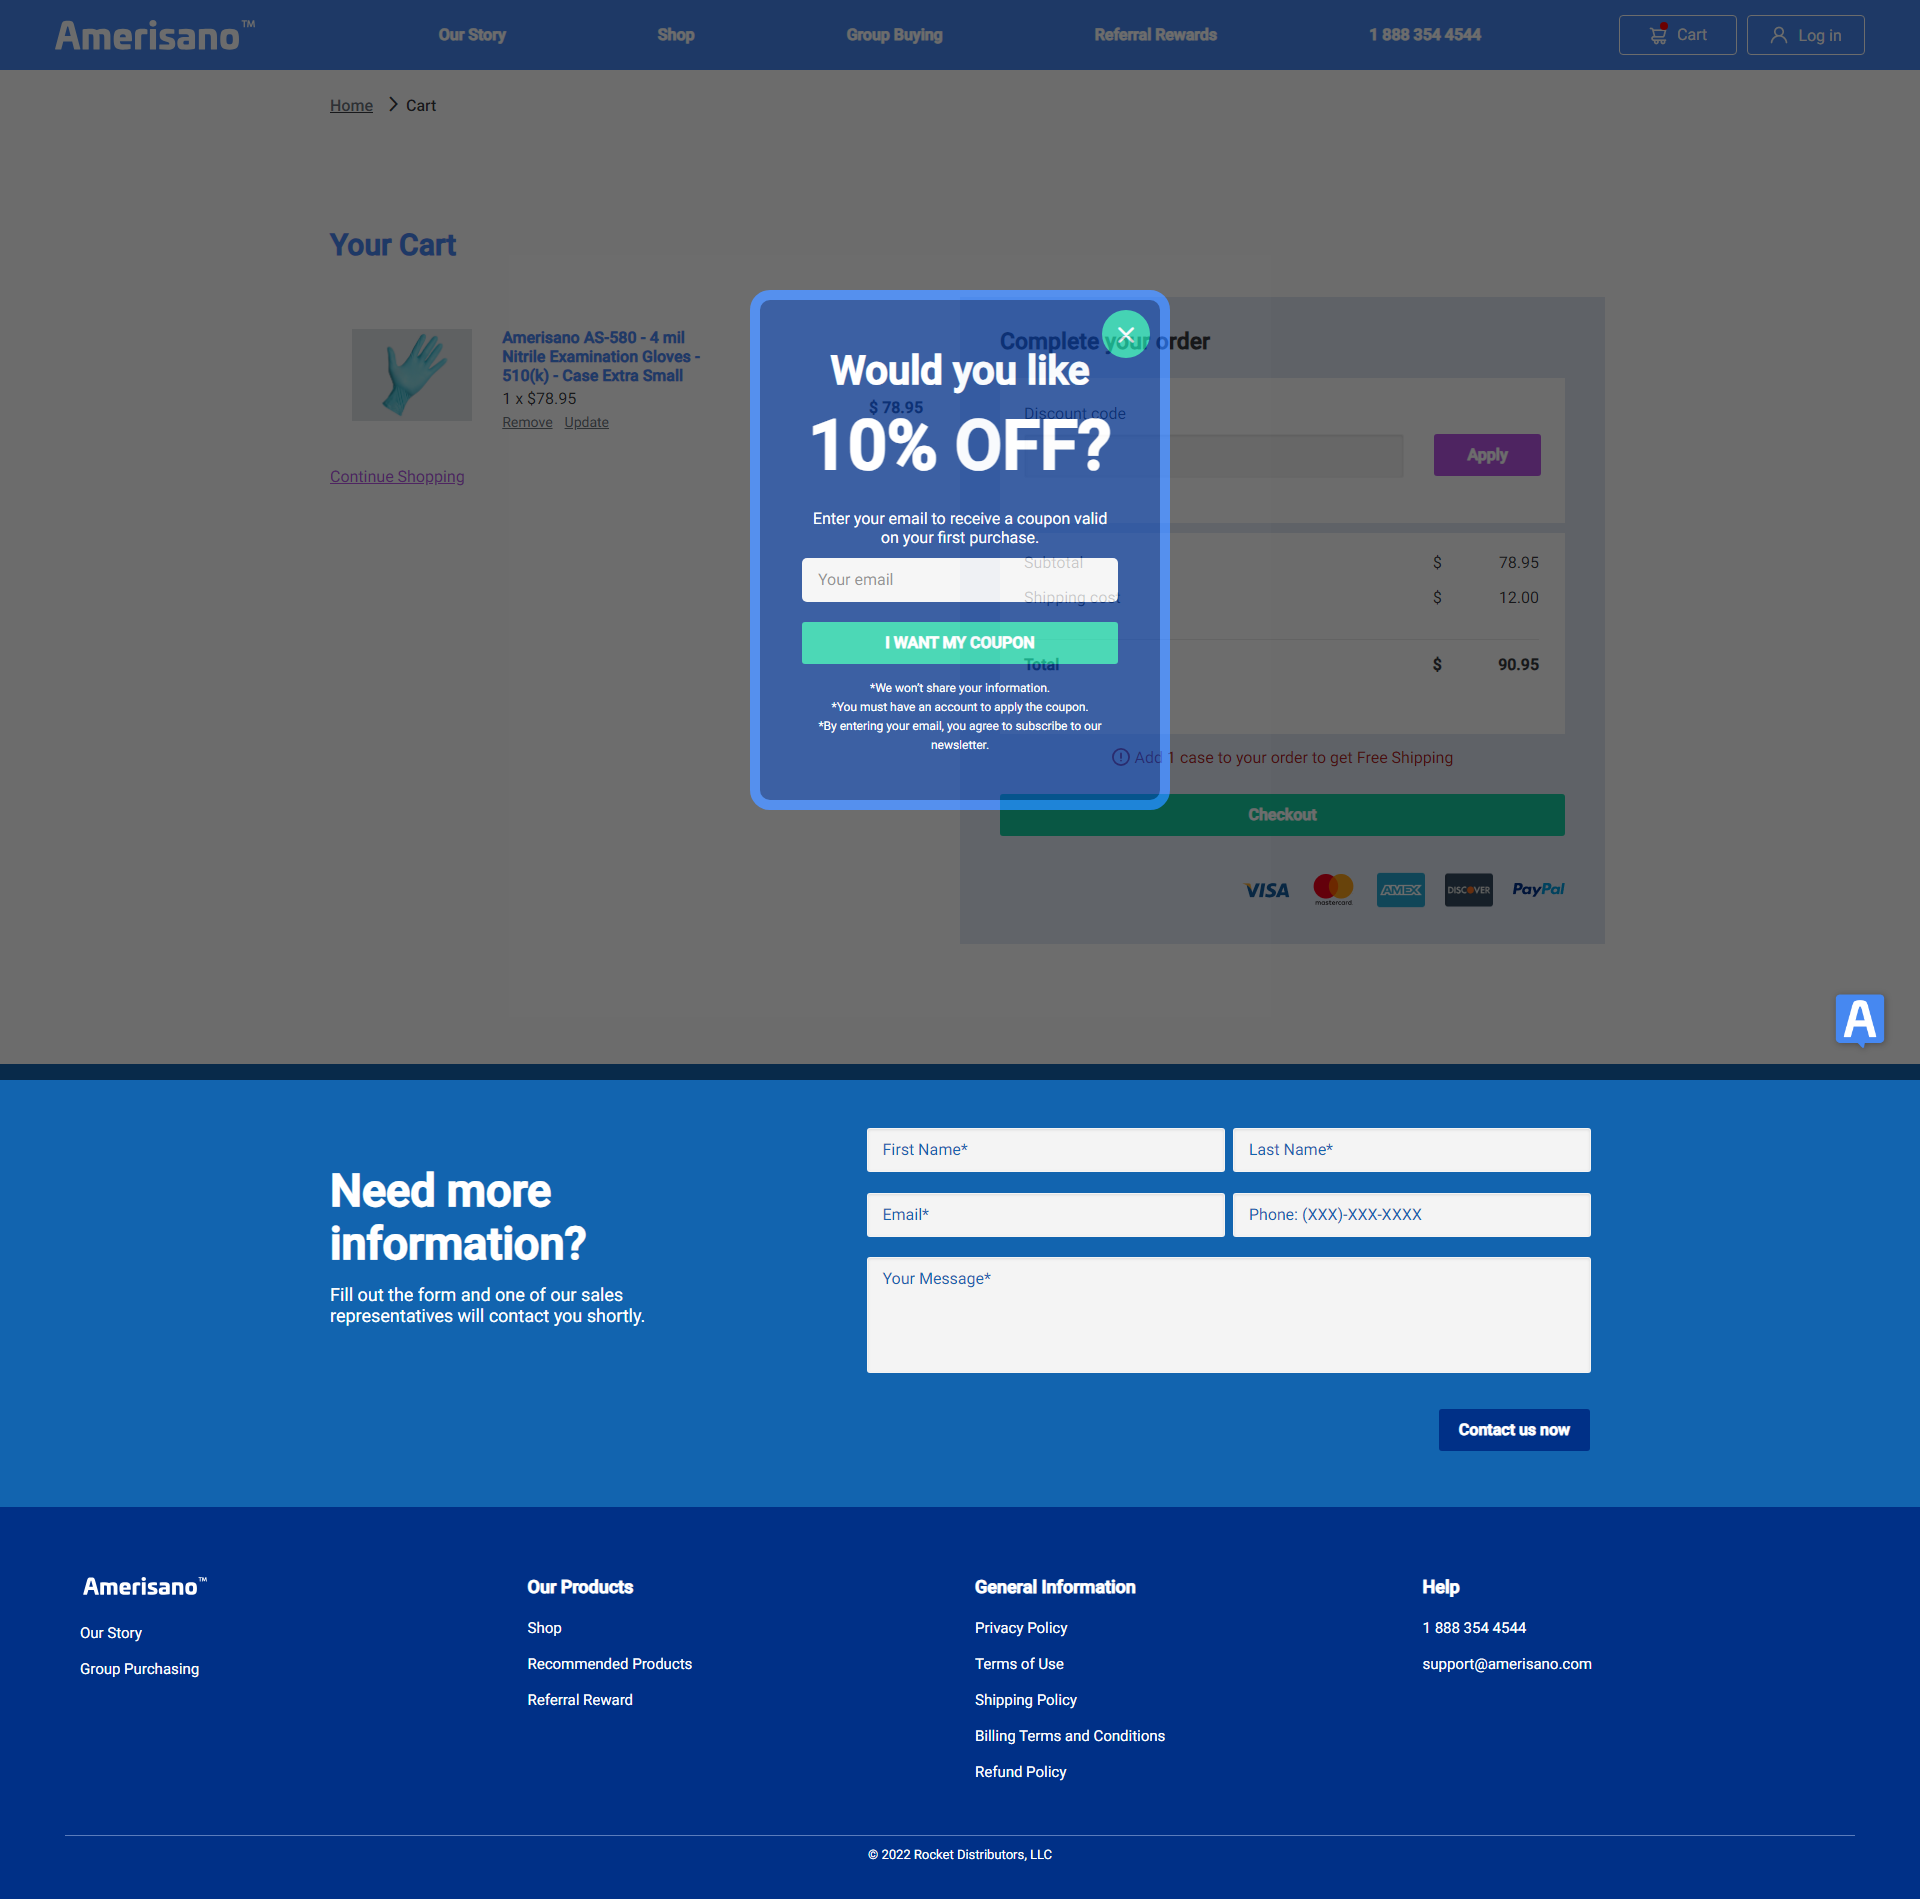 Amerisano™
Our Story
Shop
Group Buying
Referral Rewards
1 888 354 4544
Cart
Log in
Home
Cart
Your Cart
Amerisano AS-580 - 4 mil
Nitrile Examination Gloves -
510(k) - Case Extra Small
1 x $78.95
Remove Update
$ 78.95
Continue Shopping
Complete your order
Discount code
Apply
Subtotal $ 78.95
Shipping cost $ 12.00
Total $ 90.95
Add 1 case to your order to get Free Shipping
Checkout
VISA
mastercard
AMEX
DISCOVER
PayPal
Would you like
10% OFF?
Enter your email to receive a coupon valid
on your first purchase.
Your email
I WANT MY COUPON
*We won't share your information.
*You must have an account to apply the coupon.
*By entering your email, you agree to subscribe to our
newsletter.
A
Need more
information?
Fill out the form and one of our sales
representatives will contact you shortly.
First Name*
Last Name*
Email*
Phone: (XXX)-XXX-XXXX
Your Message*
Contact us now
Amerisano™
Our Story
Group Purchasing
Our Products
Shop
Recommended Products
Referral Reward
General Information
Privacy Policy
Terms of Use
Shipping Policy
Billing Terms and Conditions
Refund Policy
Help
1 888 354 4544
support@amerisano.com
© 2022 Rocket Distributors, LLC